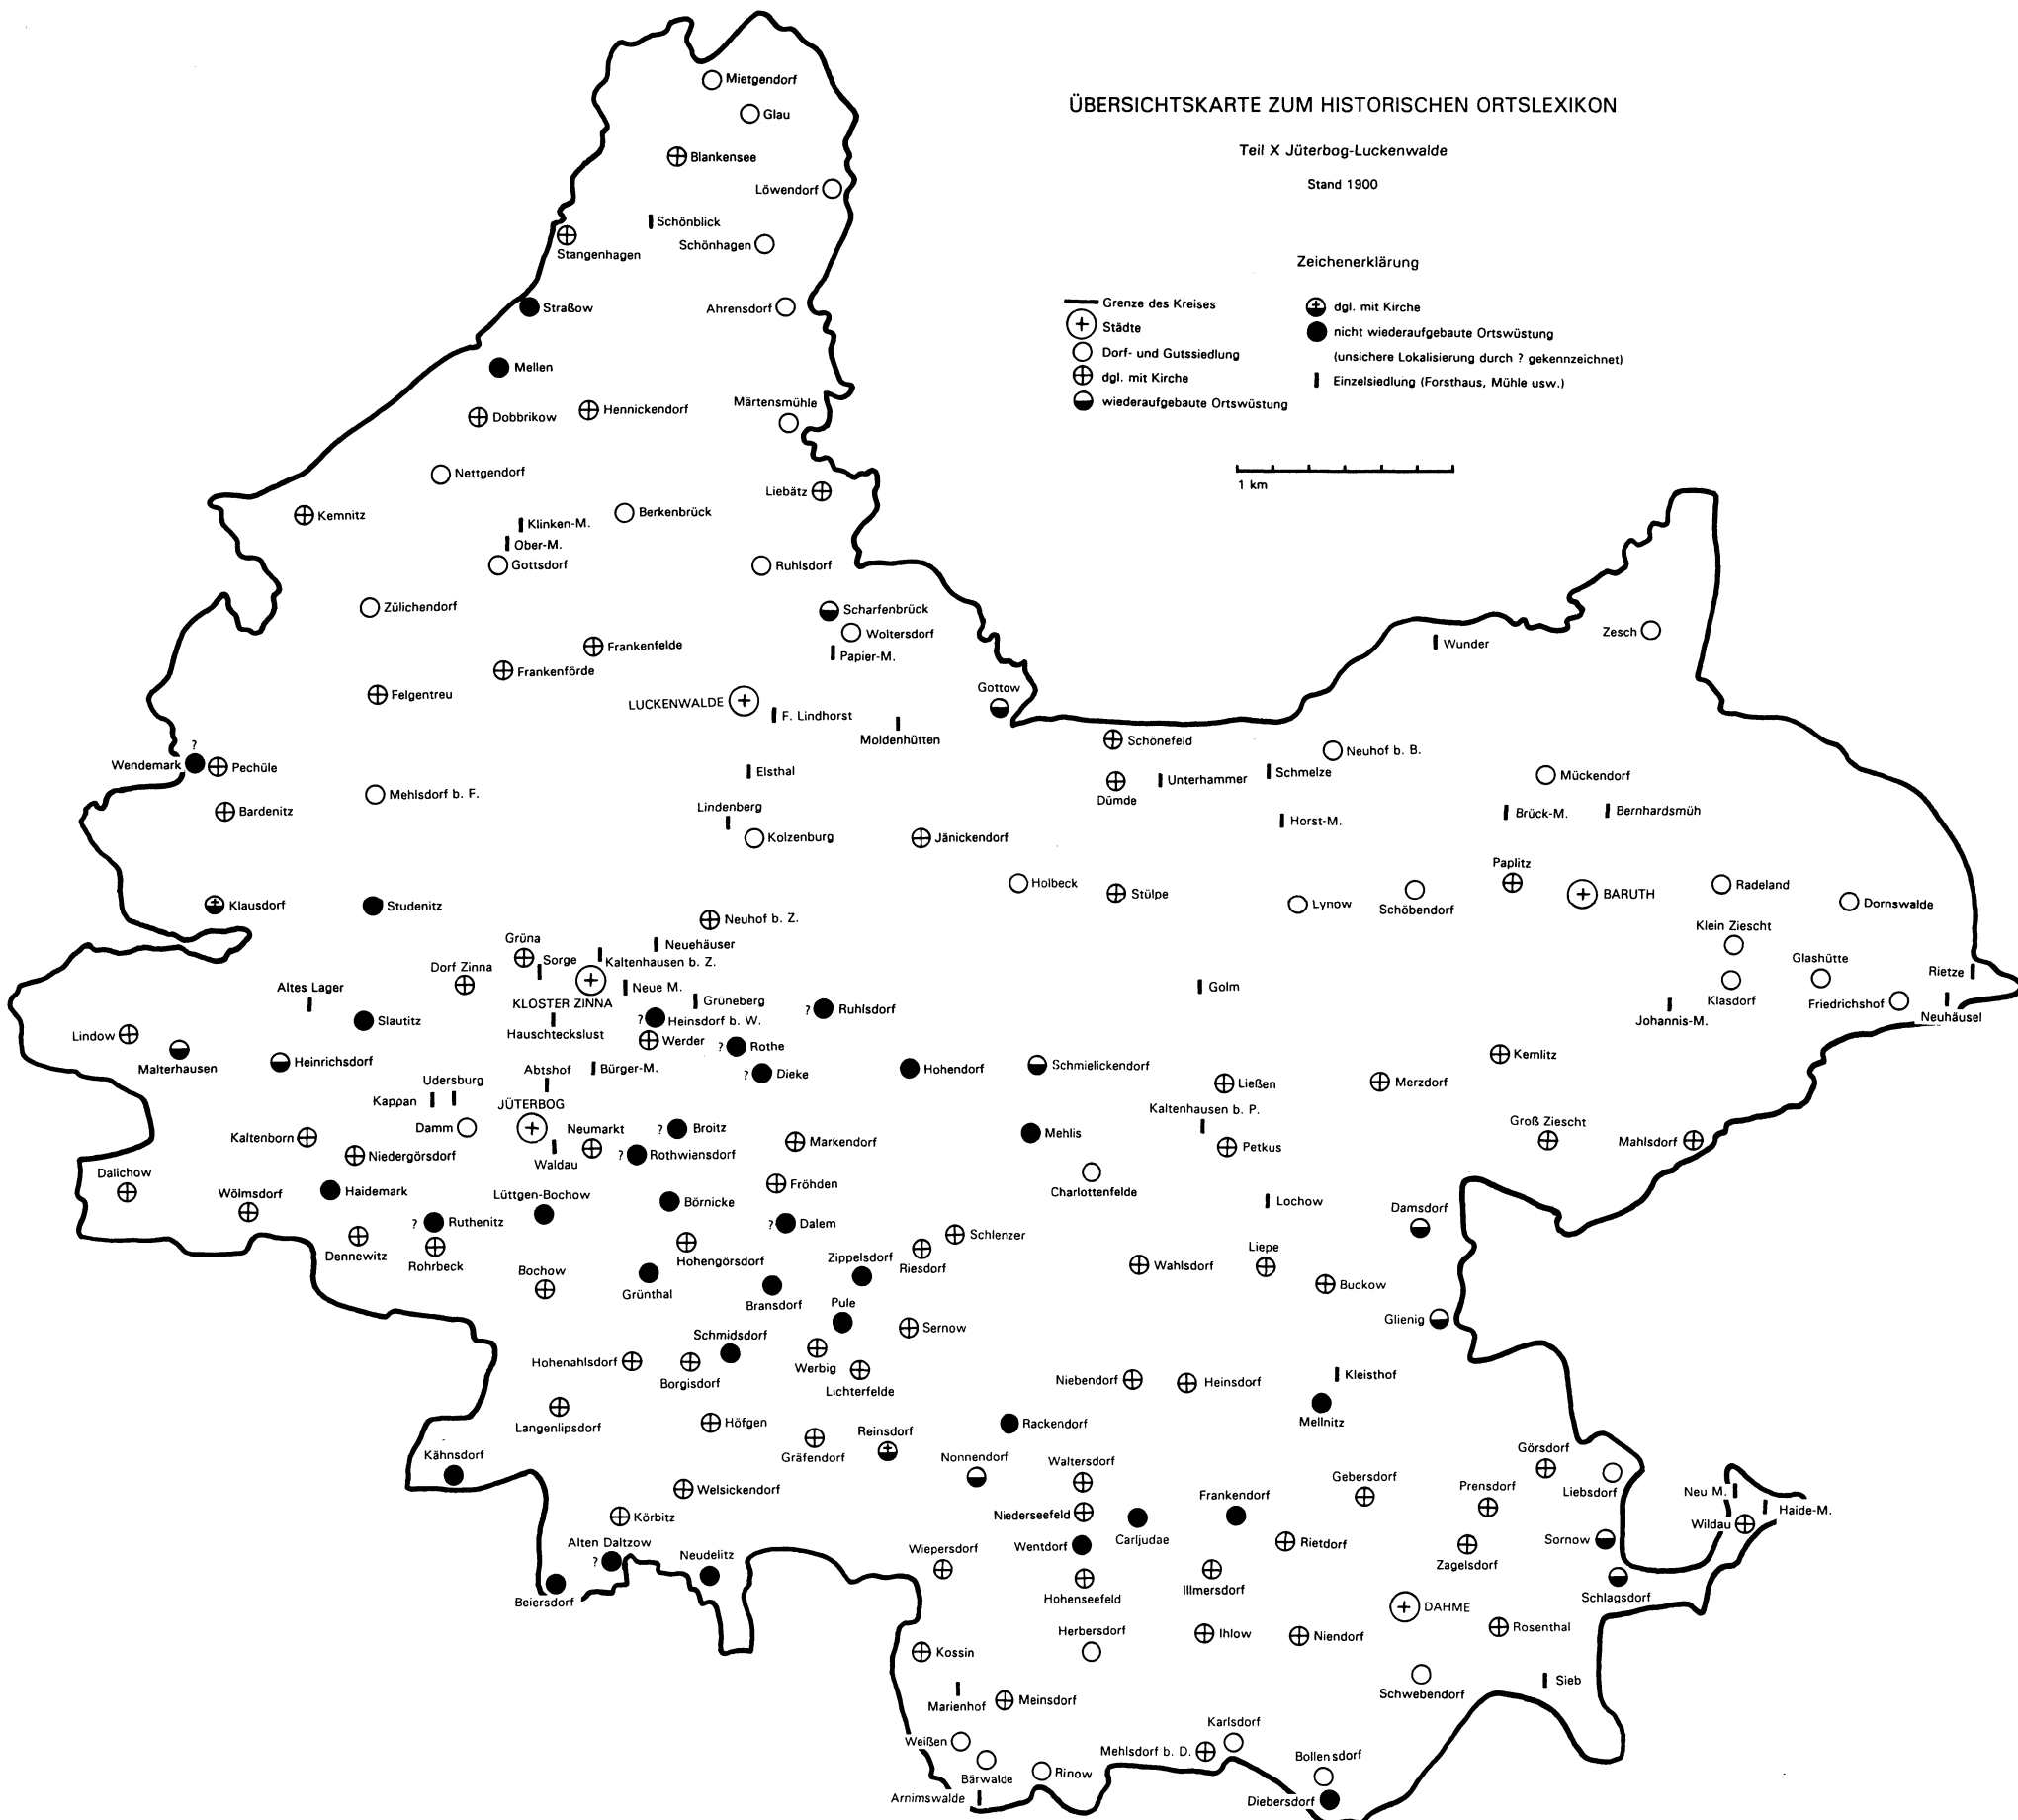 ÜBERSICHTSKARTE ZUM HISTORISCHEN ORTSLEXIKON
Teil X Jüterbog-Luckenwalde
Stand 1900
Zeichenerklärung
Grenze des Kreises
Städte
Dorf- und Gutssiedlung
dgl. mit Kirche
wiederaufgebaute Ortswüstung
dgl. mit Kirche
nicht wiederaufgebaute Ortswüstung
(unsichere Lokalisierung durch ? gekennzeichnet)
Einzelsiedlung (Forsthaus, Mühle usw.)
1 km
Mietgendorf
Glau
Blankensee
Löwendorf
Schönblick
Schönhagen
Stangenhagen
Straßow
Ahrensdorf
Mellen
Märtensmühle
Dobbrikow
Hennickendorf
Nettgendorf
Liebätz
Kemnitz
Klinken-M.
Berkenbrück
Ober-M.
Gottsdorf
Ruhlsdorf
Zülichendorf
Scharfenbrück
Woltersdorf
Papier-M.
Frankenfelde
Frankenförde
Felgentreu
LUCKENWALDE
F. Lindhorst
Moldenhütten
Gottow
Wunder
Zesch
?
Wendemark
Pechüle
Bardenitz
Mehlsdorf b. F.
Elsthal
Lindenberg
Kolzenburg
Jänickendorf
Schönefeld
Dümde
Unterhammer
Schmelze
Neuhof b. B.
Horst-M.
Mückendorf
Brück-M.
Bernhardsmüh
Holbeck
Stülpe
Lynow
Schöbendorf
Paplitz
BARUTH
Radeland
Dornswalde
Klein Ziescht
Klasdorf
Glashütte
Friedrichshof
Rietze
Neuhäusel
Johannis-M.
Golm
Klausdorf
Studenitz
Neuhof b. Z.
Neuehäuser
Grüna
Sorge
Kaltenhausen b. Z.
Dorf Zinna
KLOSTER ZINNA
Neue M.
Grüneberg
Altes Lager
Slautitz
Hauschteckslust
? Heinsdorf b. W.
? Ruhlsdorf
Werder
? Rothe
? Dieke
Hohendorf
Schmielickendorf
Lindow
Malterhausen
Heinrichsdorf
Abtshof
Bürger-M.
Udersburg
Kappan
JÜTERBOG
Damm
Neumarkt
Waldau
? Broitz
? Rothwiansdorf
Markendorf
Mehlis
Ließen
Merzdorf
Kemlitz
Kaltenhausen b. P.
Petkus
Groß Ziescht
Mahlsdorf
Kaltenborn
Niedergörsdorf
Dalichow
Wölmsdorf
Haidemark
Lüttgen-Bochow
Börnicke
Fröhden
? Dalem
Charlottenfelde
Lochow
Damsdorf
? Ruthenitz
Dennewitz
Rohrbeck
Bochow
Hohengörsdorf
Grünthal
Bransdorf
Zippelsdorf
Riesdorf
Schlenzer
Wahlsdorf
Liepe
Buckow
Glienig
Pule
Sernow
Schmidsdorf
Hohenahlsdorf
Borgisdorf
Werbig
Lichterfelde
Niebendorf
Heinsdorf
Kleisthof
Mellnitz
Langenlipsdorf
Höfgen
Gräfendorf
Reinsdorf
Rackendorf
Nonnendorf
Kähnsdorf
Welsickendorf
Körbitz
Waltersdorf
Niederseefeld
Wentdorf
Carljudae
Frankendorf
Gebersdorf
Görsdorf
Liebsdorf
Prensdorf
Neu M.
Haide-M.
Wildau
Sornow
Schlagsdorf
Zagelsdorf
Rietdorf
Illmersdorf
Hohenseefeld
Wiepersdorf
Alten Daltzow
?
Neudelitz
Beiersdorf
DAHME
Rosenthal
Herbersdorf
Ihlow
Niendorf
Kossin
Marienhof
Meinsdorf
Schwebendorf
Sieb
Weißen
Bärwalde
Rinow
Arnimswalde
Mehlsdorf b. D.
Karlsdorf
Bollensdorf
Diebersdorf